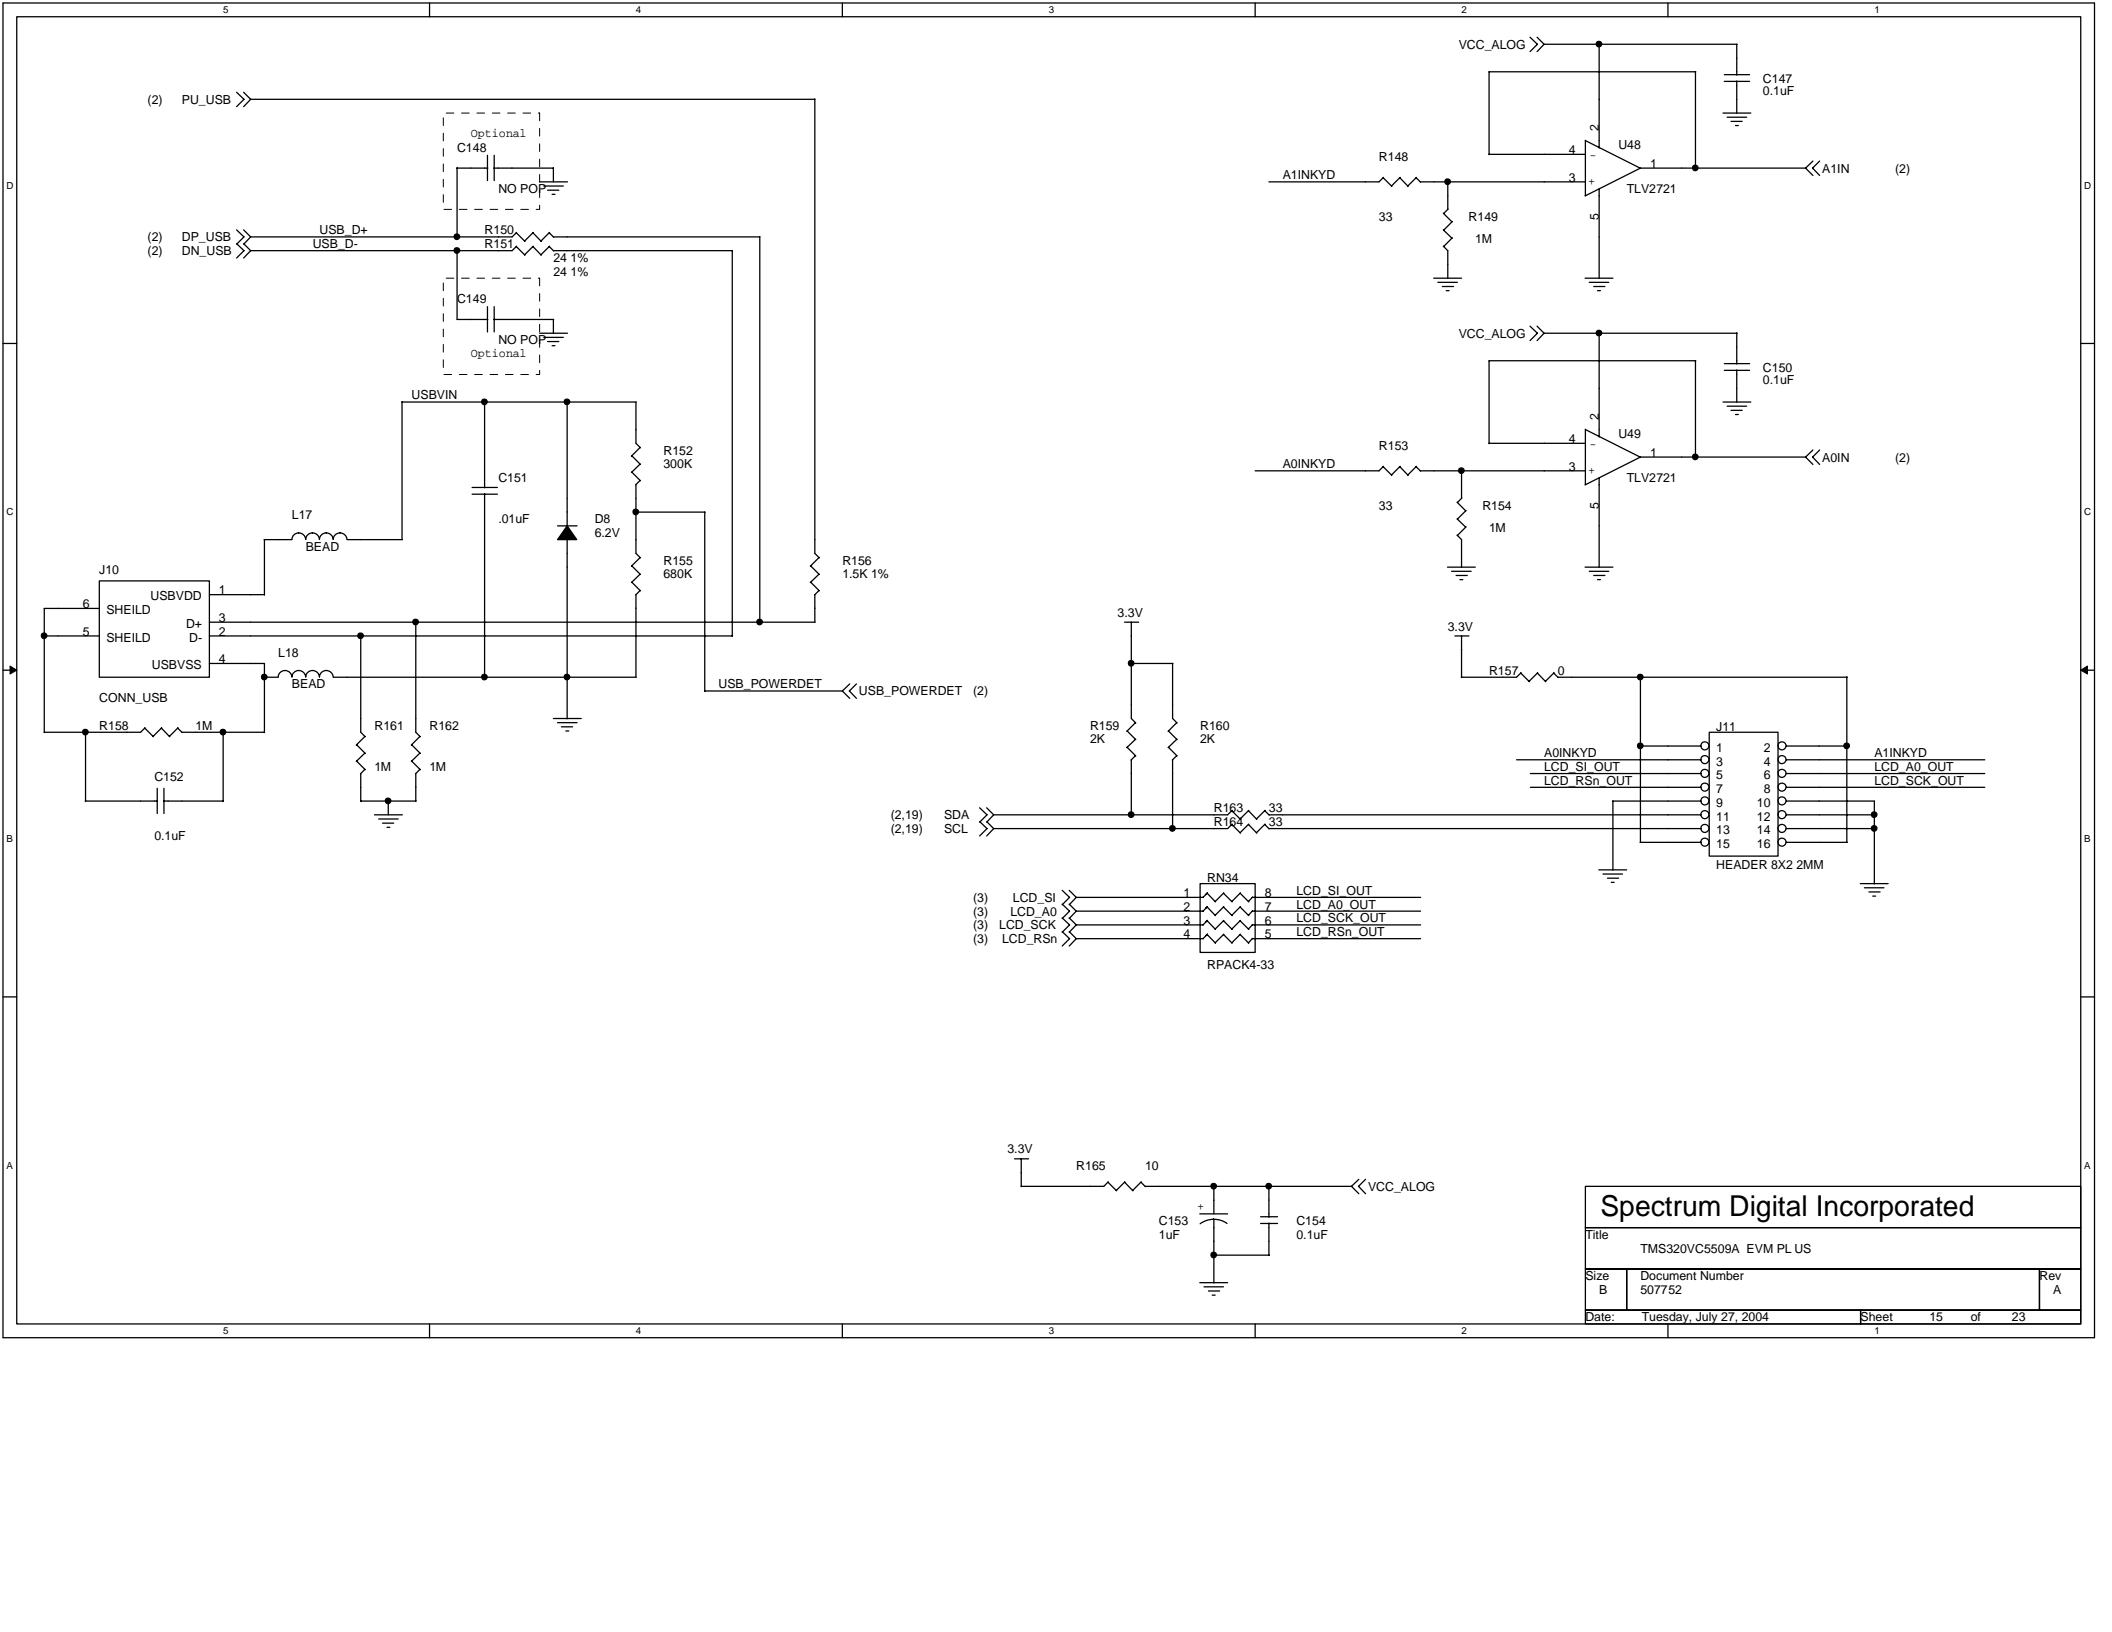 5 4 3 2 1
D
C
B
A
D
C
B
A
(2) PU_USB
Optional
C148
NO POP
(2) DP_USB USB_D+ R150
(2) DN_USB USB_D- R151
24 1%
24 1%
C149
NO POP
Optional
USBVIN
R152
300K
C151
.01uF
D8
6.2V
R155
680K
R156
1.5K 1%
L17
BEAD
J10
USBVDD 1
6 SHEILD
D+ 3
5 SHEILD
D- 2
USBVSS 4
CONN_USB
L18
BEAD
USB_POWERDET USB_POWERDET (2)
R158 1M
C152
0.1uF
R161
1M
R162
1M
VCC_ALOG
C147
0.1uF
2
U48
4
-
1
A1IN (2)
R148
A1INKYD
3
+
TLV2721
33
R149
1M
5
VCC_ALOG
C150
0.1uF
2
U49
4
-
1
A0IN (2)
R153
A0INKYD
3
+
TLV2721
33
R154
1M
5
3.3V
R159
2K
R160
2K
(2,19) SDA R163 33
(2,19) SCL R164 33
3.3V
R157 0
J11
1 2
A0INKYD 3 4 A1INKYD
LCD_SI_OUT 5 6 LCD_A0_OUT
LCD_RSn_OUT 7 8 LCD_SCK_OUT
9 10
11 12
13 14
15 16
HEADER 8X2 2MM
RN34
(3) LCD_SI 1 8 LCD_SI_OUT
(3) LCD_A0 2 7 LCD_A0_OUT
(3) LCD_SCK 3 6 LCD_SCK_OUT
(3) LCD_RSn 4 5 LCD_RSn_OUT
RPACK4-33
3.3V
R165 10
VCC_ALOG
+
C153
1uF
C154
0.1uF
Spectrum Digital Incorporated
Title
TMS320VC5509A EVM PL US
Size Document Number Rev
B 507752 A
Date: Tuesday, July 27, 2004 Sheet 15 of 23
5 4 3 2 1